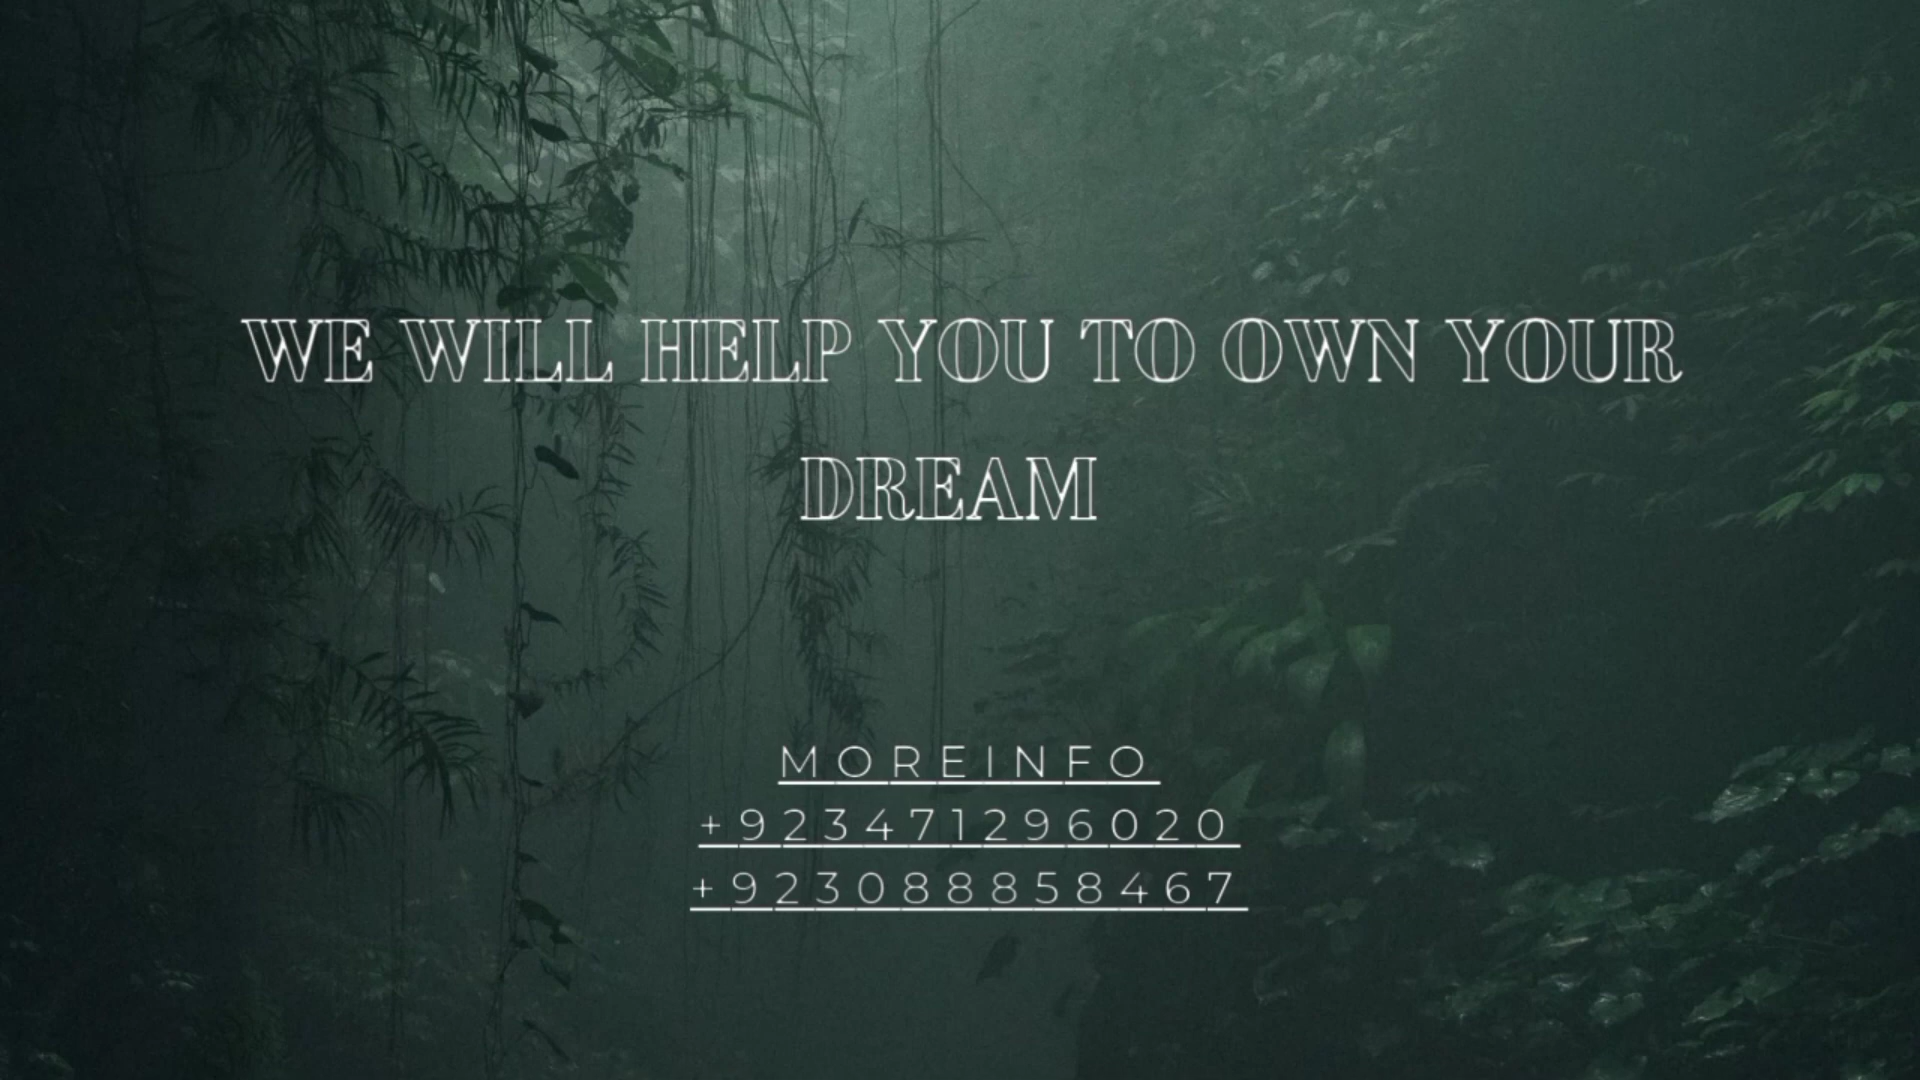 WE WILL HELP YOU TO OWN YOUR
DREAM
MOREINFO
+923471296020
+923088858467